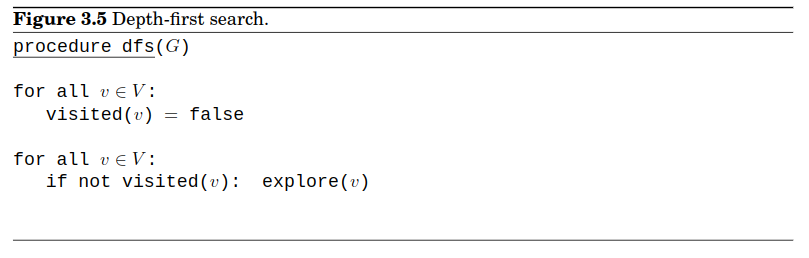 Figure 3.5 Depth-first search.
procedure dfs(G)
for all v ∈ V:
visited(v) = false
for all v ∈ V:
if not visited(v): explore(v)